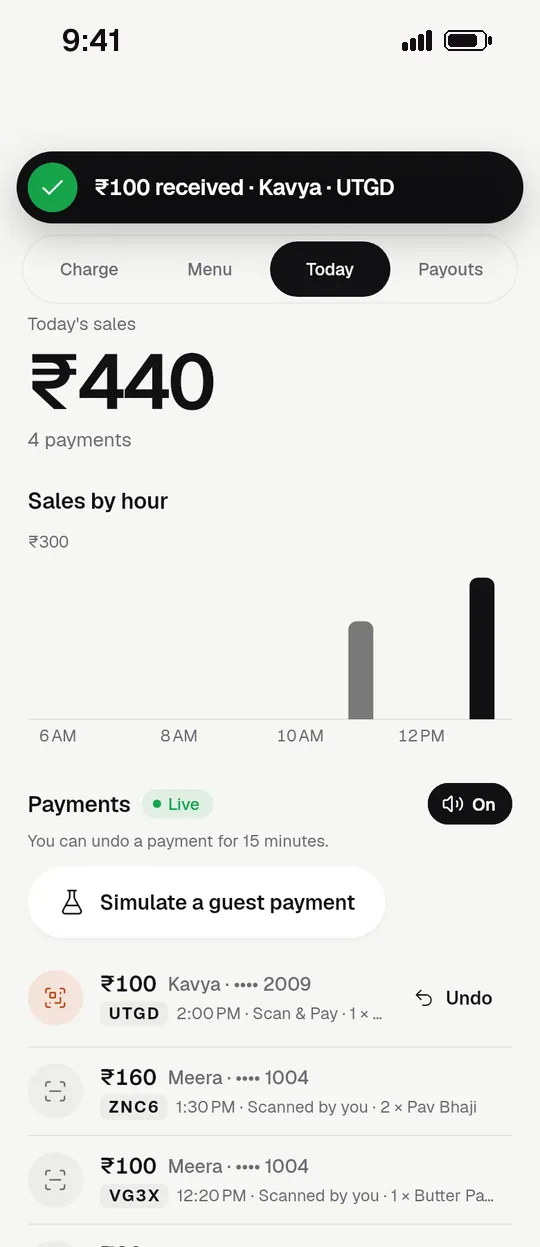 9:41
₹100 received · Kavya · UTGD
Charge Menu Today Payouts
Today's sales
₹440
4 payments
Sales by hour
₹300
6 AM 8 AM 10 AM 12 PM
Payments Live On
You can undo a payment for 15 minutes.
Simulate a guest payment
₹100 Kavya · •••• 2009
UTGD 2:00 PM · Scan & Pay · 1 × ...
Undo
₹160 Meera · •••• 1004
ZNC6 1:30 PM · Scanned by you · 2 × Pav Bhaji
₹100 Meera · •••• 1004
VG3X 12:20 PM · Scanned by you · 1 × Butter Pa...